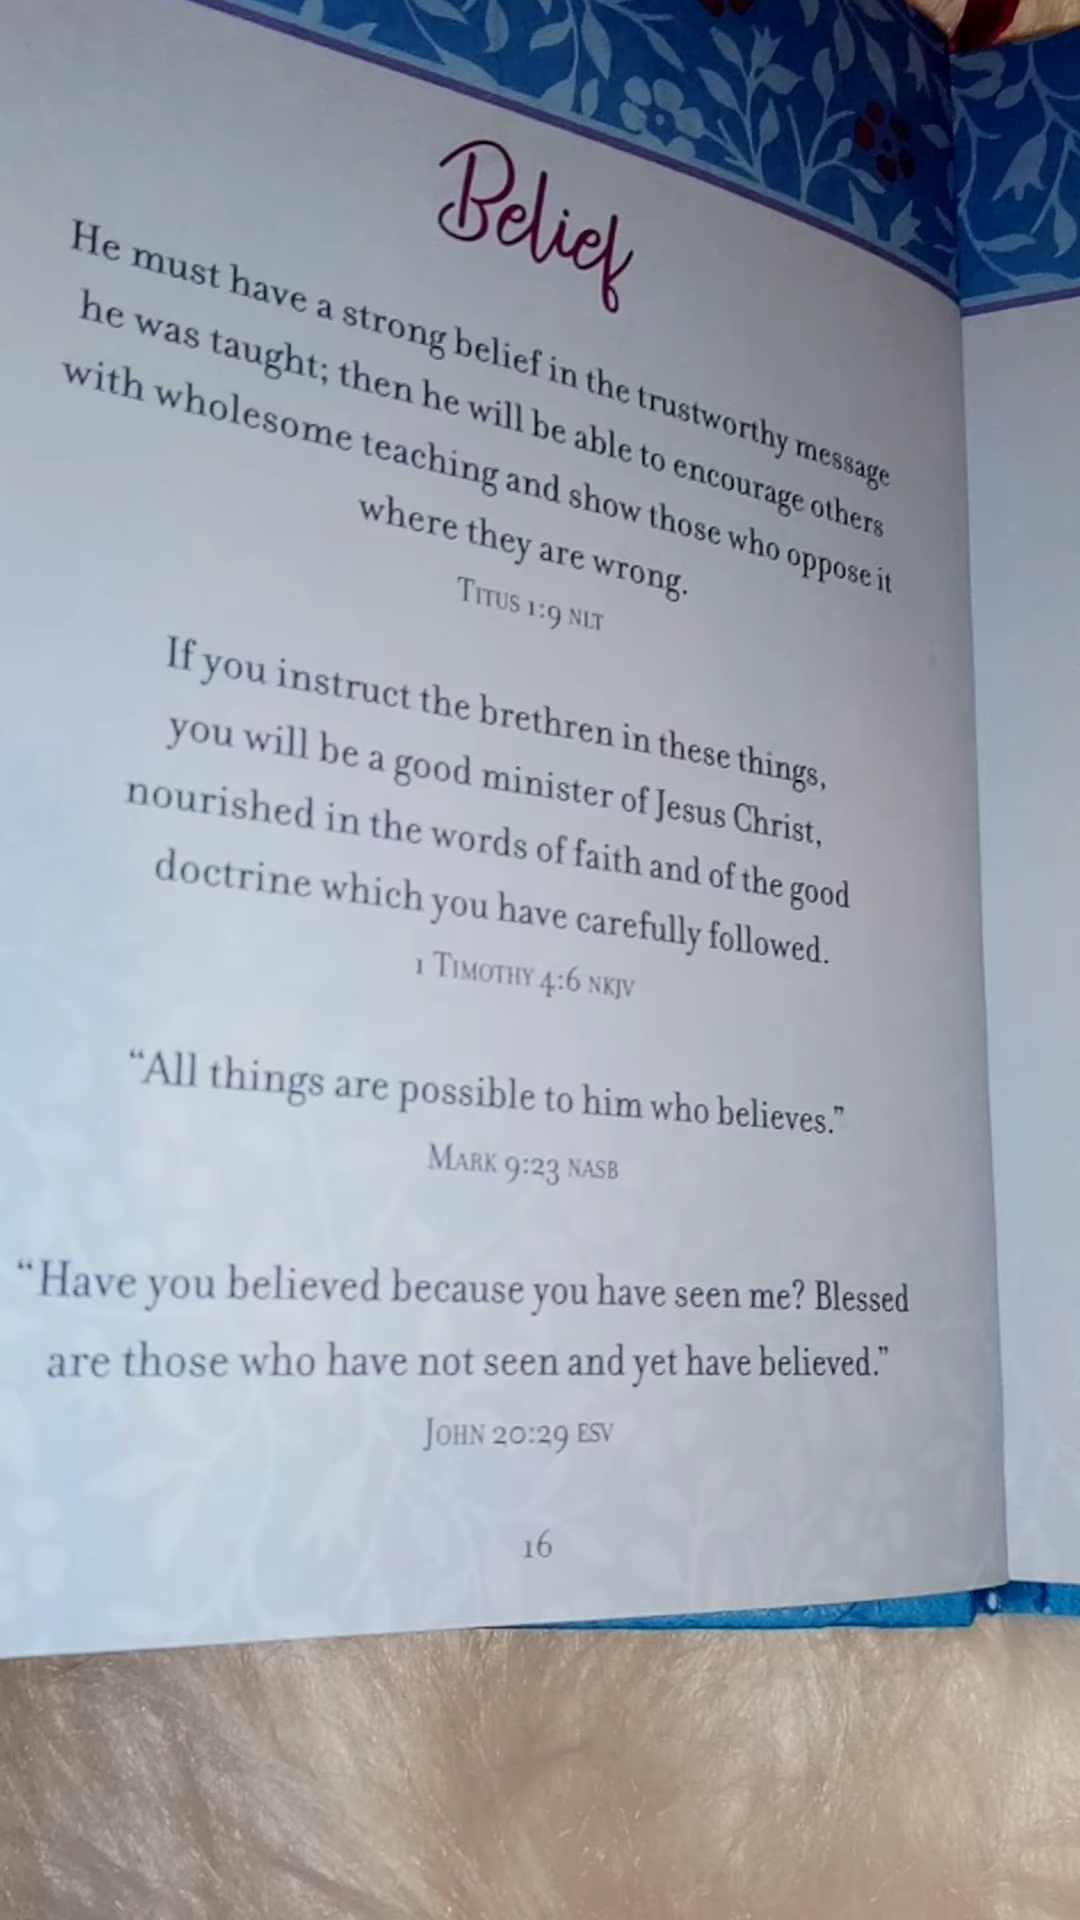 Belief
He must have a strong belief in the trustworthy message
he was taught; then he will be able to encourage others
with wholesome teaching and show those who oppose it
where they are wrong.
Titus 1:9 NLT
If you instruct the brethren in these things,
you will be a good minister of Jesus Christ,
nourished in the words of faith and of the good
doctrine which you have carefully followed.
1 Timothy 4:6 NKJV
“All things are possible to him who believes.”
Mark 9:23 NASB
“Have you believed because you have seen me? Blessed
are those who have not seen and yet have believed.”
John 20:29 ESV
16